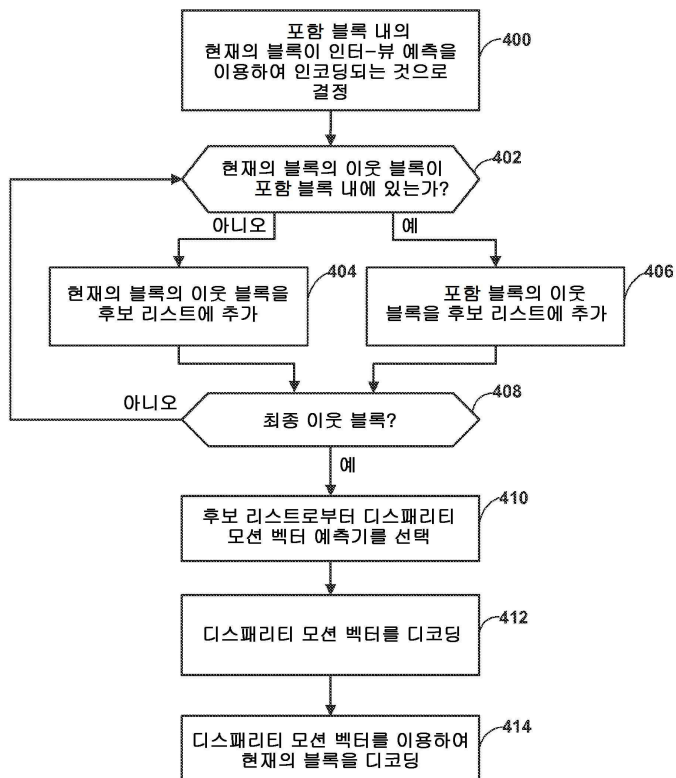 포함 블록 내의
현재의 블록이 인터-뷰 예측을
이용하여 인코딩되는 것으로
결정
400
현재의 블록의 이웃 블록이
포함 블록 내에 있는가?
402
아니오
예
현재의 블록의 이웃 블록을
후보 리스트에 추가
404
포함 블록의 이웃
블록을 후보 리스트에 추가
406
아니오
최종 이웃 블록?
408
예
후보 리스트로부터 디스패리티
모션 벡터 예측기를 선택
410
디스패리티 모션 벡터를 디코딩
412
디스패리티 모션 벡터를 이용하여
현재의 블록을 디코딩
414